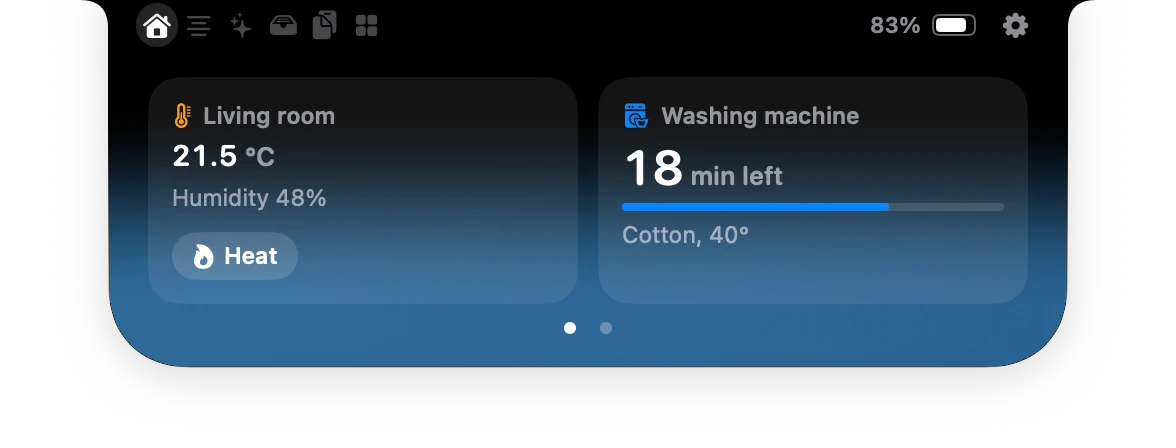 83%
Living room
21.5 °C
Humidity 48%
Heat
Washing machine
18 min left
Cotton, 40°